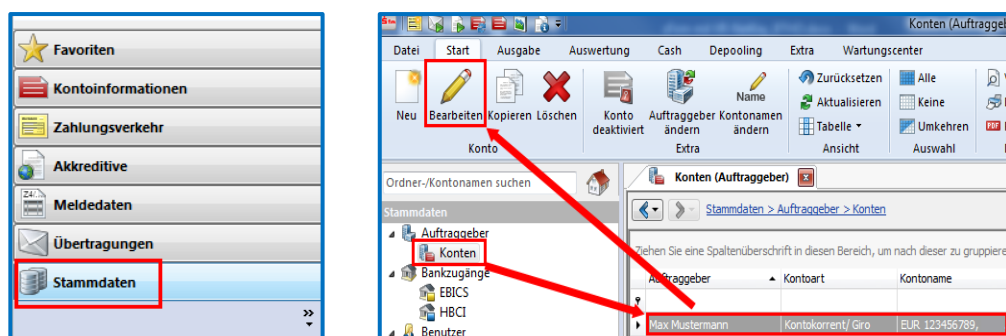 Favoriten
Kontoinformationen
Zahlungsverkehr
Akkreditive
Meldedaten
Übertragungen
Stammdaten
Konten (Auftraggeb
Datei Start Ausgabe Auswertung Cash Depooling Extra Wartungscenter
Neu Bearbeiten Kopieren Löschen
Konto
Konto deaktiviert
Auftraggeber ändern
Name
Kontonamen ändern
Extra
Zurücksetzen
Aktualisieren
Tabelle
Ansicht
Alle
Keine
Umkehren
Auswahl
Ordner-/Kontonamen suchen
Stammdaten
Auftraggeber
Konten
Bankzugänge
EBICS
HBCI
Benutzer
Konten (Auftraggeber)
Stammdaten > Auftraggeber > Konten
Ziehen Sie eine Spaltenüberschrift in diesen Bereich, um nach dieser zu gruppiere
Auftraggeber Kontoart Kontoname
Max Mustermann Kontokorrent/ Giro EUR 123456789,